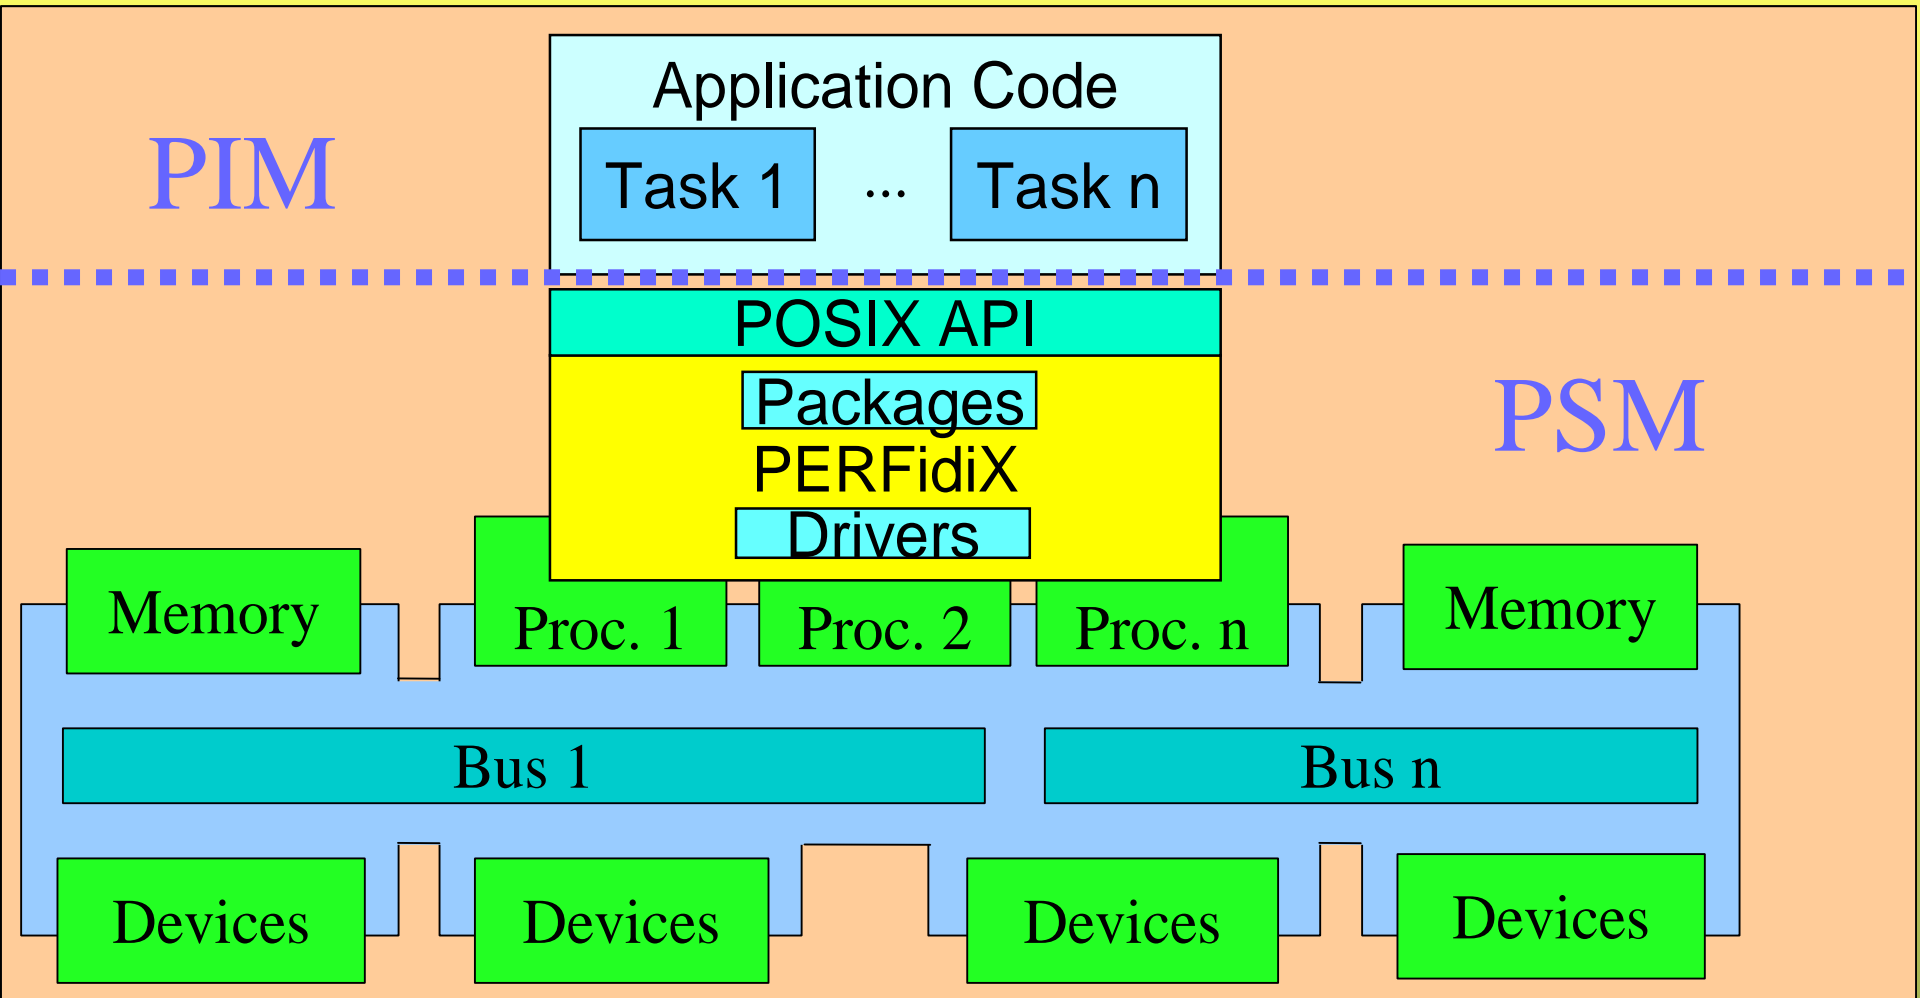 Application Code
PIM
Task 1 ... Task n
POSIX API
Packages
PSM
PERFidiX
Drivers
Memory
Proc. 1
Proc. 2
Proc. n
Memory
Bus 1
Bus n
Devices
Devices
Devices
Devices